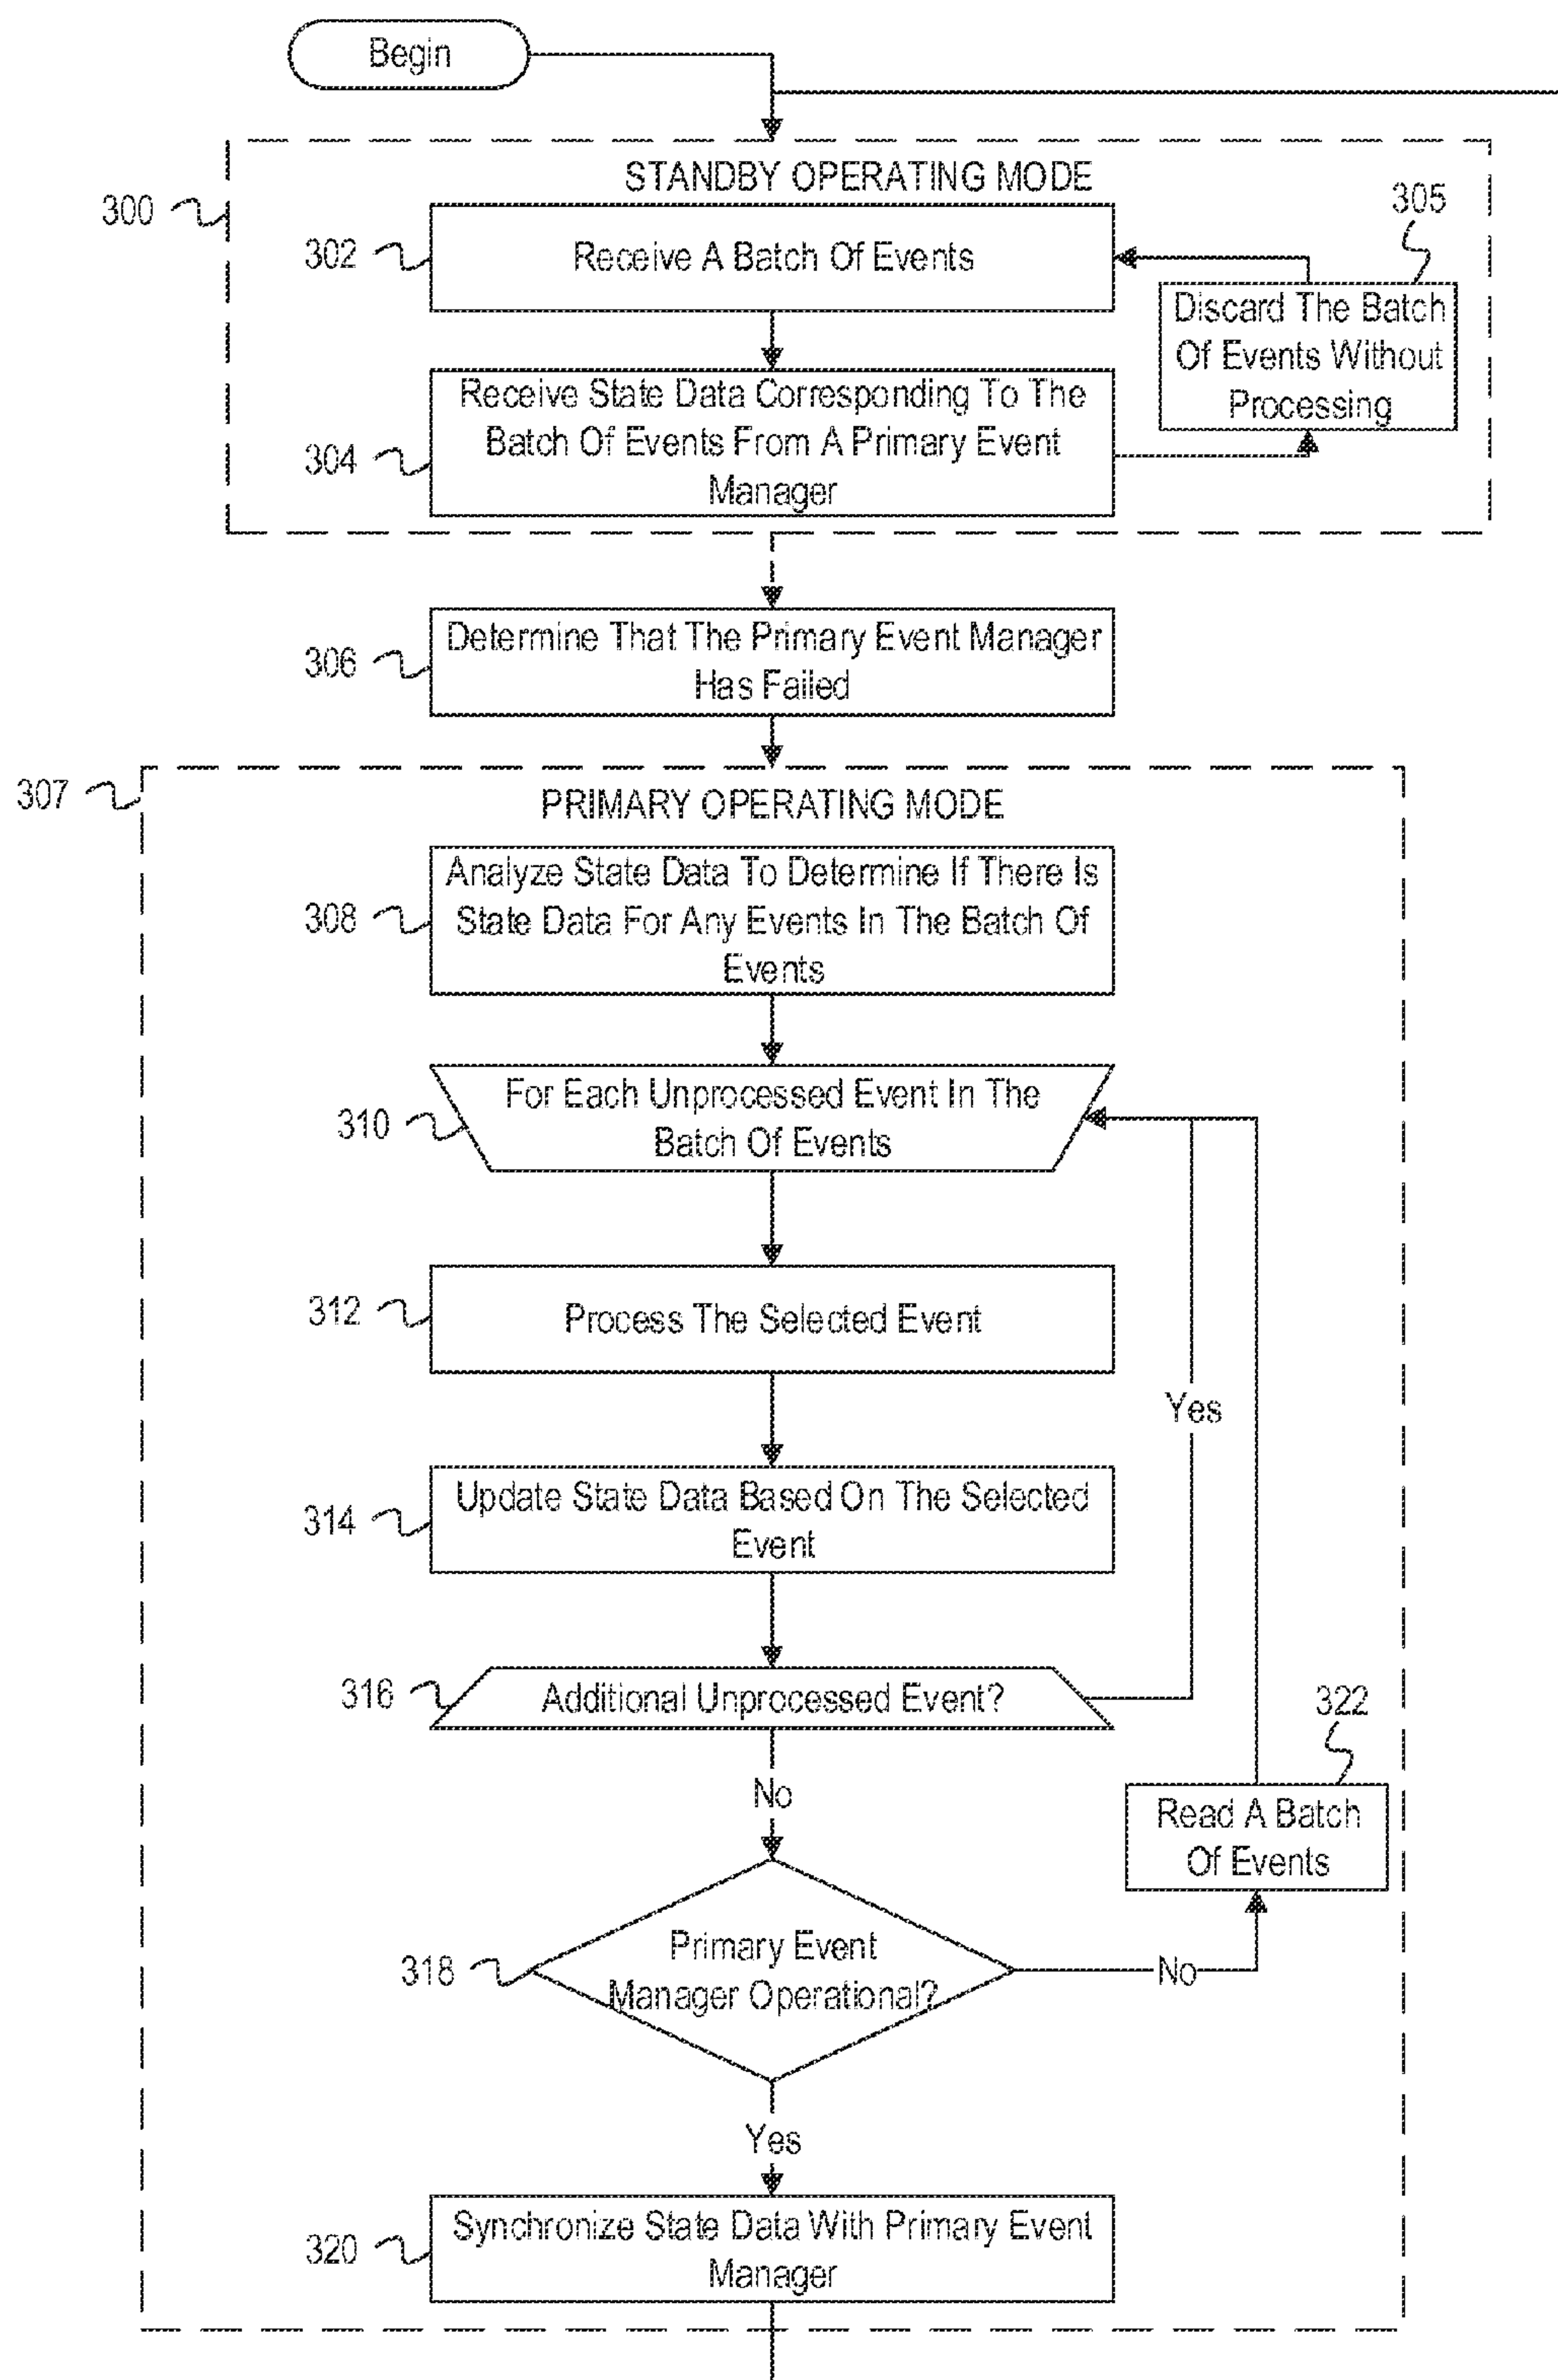 Begin
STANDBY OPERATING MODE
300
305
302
Receive A Batch Of Events
Discard The Batch
Of Events Without
Processing
304
Receive State Data Corresponding To The
Batch Of Events From A Primary Event
Manager
306
Determine That The Primary Event Manager
Has Failed
307
PRIMARY OPERATING MODE
308
Analyze State Data To Determine If There Is
State Data For Any Events In The Batch Of
Events
310
For Each Unprocessed Event In The
Batch Of Events
312
Process The Selected Event
Yes
314
Update State Data Based On The Selected
Event
316
Additional Unprocessed Event?
322
No
Read A Batch
Of Events
318
Primary Event
Manager Operational?
No
Yes
320
Synchronize State Data With Primary Event
Manager